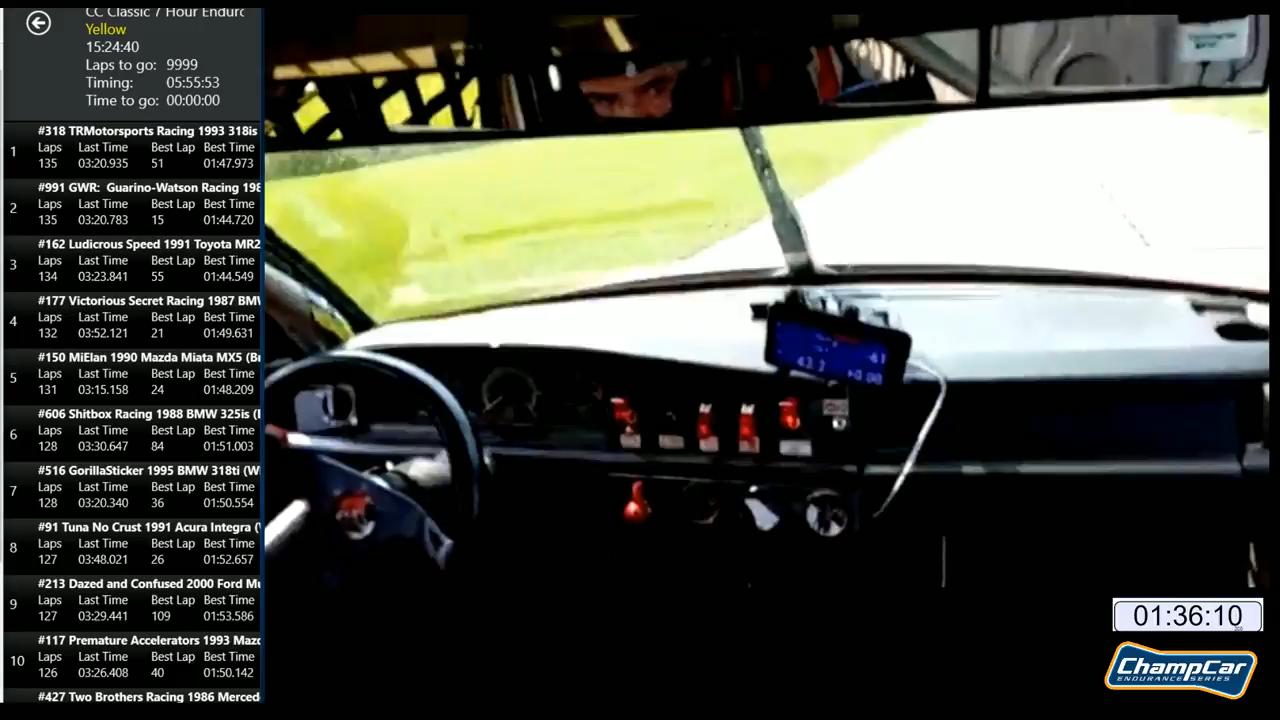 CC Classic 7 Hour Endurc
Yellow
15:24:40
Laps to go: 9999
Timing: 05:55:53
Time to go: 00:00:00
#318 TRMotorsports Racing 1993 318is
Laps Last Time Best Lap Best Time
1 135 03:20.935 51 01:47.973
#991 GWR: Guarino-Watson Racing 198
Laps Last Time Best Lap Best Time
2 135 03:20.783 15 01:44.720
#162 Ludicrous Speed 1991 Toyota MR2
Laps Last Time Best Lap Best Time
3 134 03:23.841 55 01:44.549
#177 Victorious Secret Racing 1987 BMW
Laps Last Time Best Lap Best Time
4 132 03:52.121 21 01:49.631
#150 MiElan 1990 Mazda Miata MX5 (Bu
Laps Last Time Best Lap Best Time
5 131 03:15.158 24 01:48.209
#606 Shitbox Racing 1988 BMW 325is (
Laps Last Time Best Lap Best Time
6 128 03:30.647 84 01:51.003
#516 GorillaSticker 1995 BMW 318ti (W
Laps Last Time Best Lap Best Time
7 128 03:20.340 36 01:50.554
#91 Tuna No Crust 1991 Acura Integra (
Laps Last Time Best Lap Best Time
8 127 03:48.021 26 01:52.657
#213 Dazed and Confused 2000 Ford Mu
Laps Last Time Best Lap Best Time
9 127 03:29.441 109 01:53.586
#117 Premature Accelerators 1993 Mazd
Laps Last Time Best Lap Best Time
10 126 03:26.408 40 01:50.142
#427 Two Brothers Racing 1986 Merced
-61
43.2 +0.00
01:36:10
ChampCar
ENDURANCE SERIES